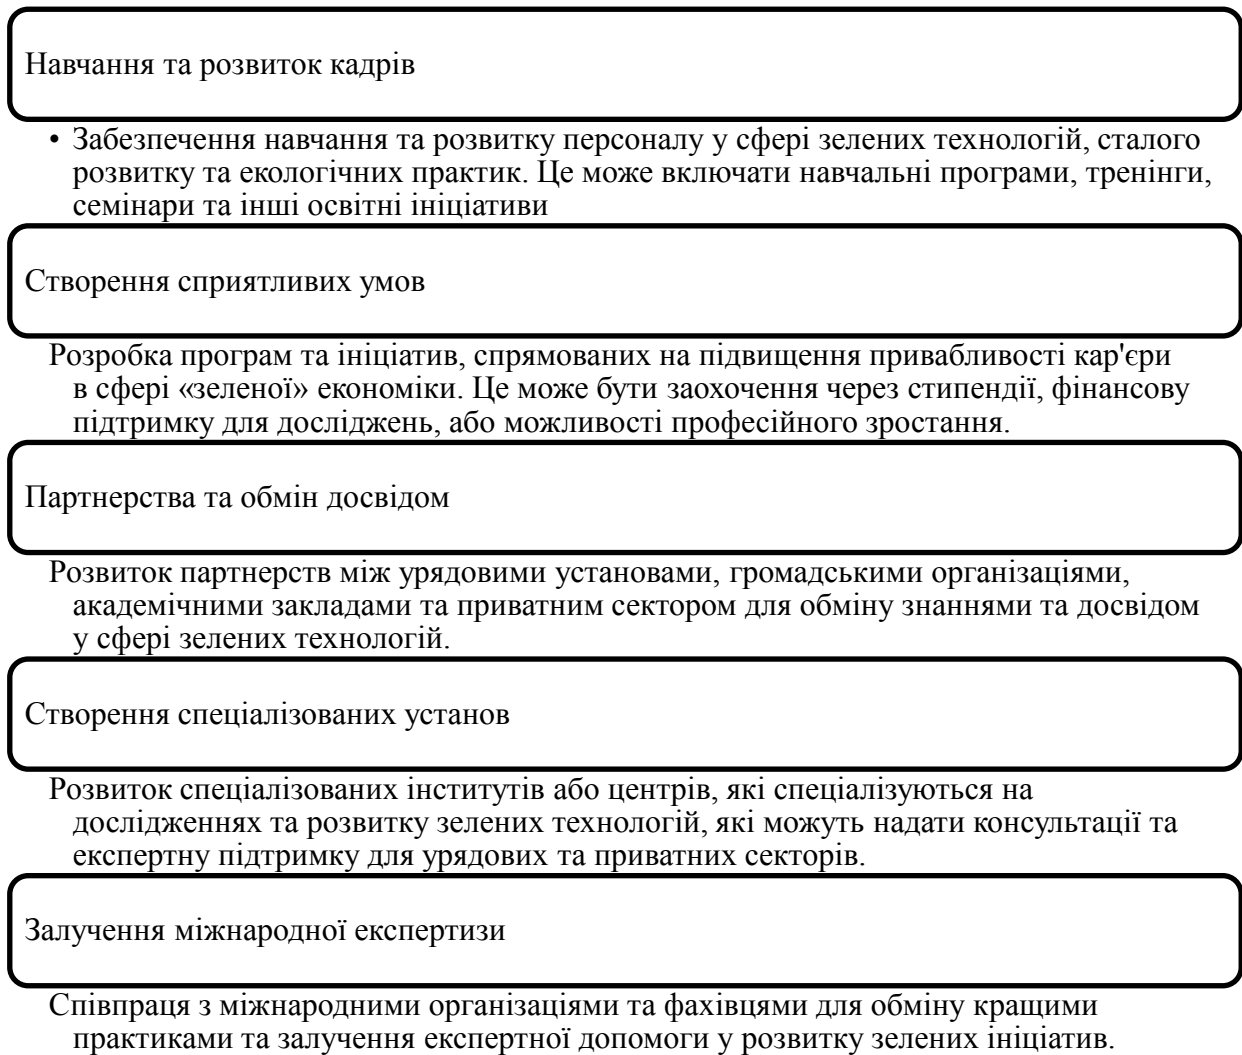 Навчання та розвиток кадрів
• Забезпечення навчання та розвитку персоналу у сфері зелених технологій, сталого
розвитку та екологічних практик. Це може включати навчальні програми, тренінги,
семінари та інші освітні ініціативи
Створення сприятливих умов
Розробка програм та ініціатив, спрямованих на підвищення привабливості кар'єри
в сфері «зеленої» економіки. Це може бути заохочення через стипендії, фінансову
підтримку для досліджень, або можливості професійного зростання.
Партнерства та обмін досвідом
Розвиток партнерств між урядовими установами, громадськими організаціями,
академічними закладами та приватним сектором для обміну знаннями та досвідом
у сфері зелених технологій.
Створення спеціалізованих установ
Розвиток спеціалізованих інститутів або центрів, які спеціалізуються на
дослідженнях та розвитку зелених технологій, які можуть надати консультації та
експертну підтримку для урядових та приватних секторів.
Залучення міжнародної експертизи
Співпраця з міжнародними організаціями та фахівцями для обміну кращими
практиками та залучення експертної допомоги у розвитку зелених ініціатив.